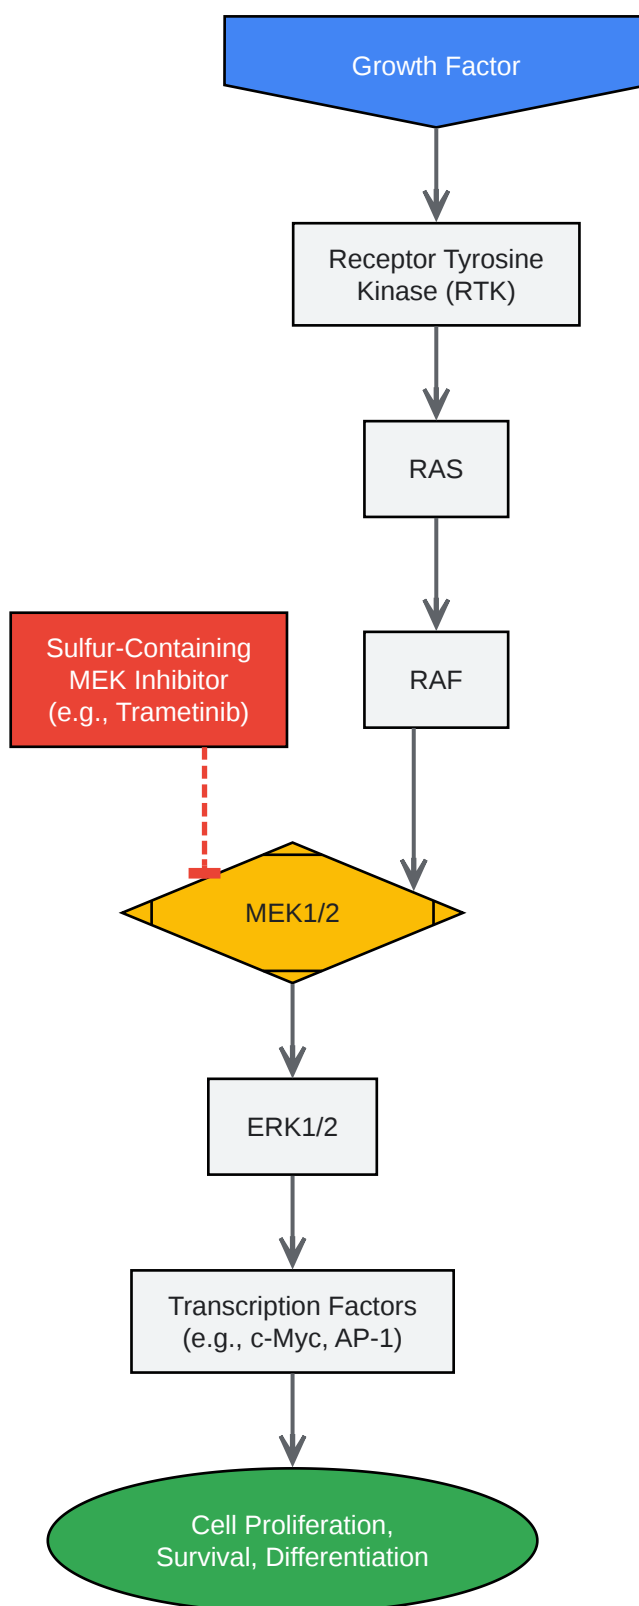 Growth Factor
Receptor Tyrosine
Kinase (RTK)
RAS
Sulfur-Containing
MEK Inhibitor
(e.g., Trametinib)
RAF
MEK1/2
ERK1/2
Transcription Factors
(e.g., c-Myc, AP-1)
Cell Proliferation,
Survival, Differentiation